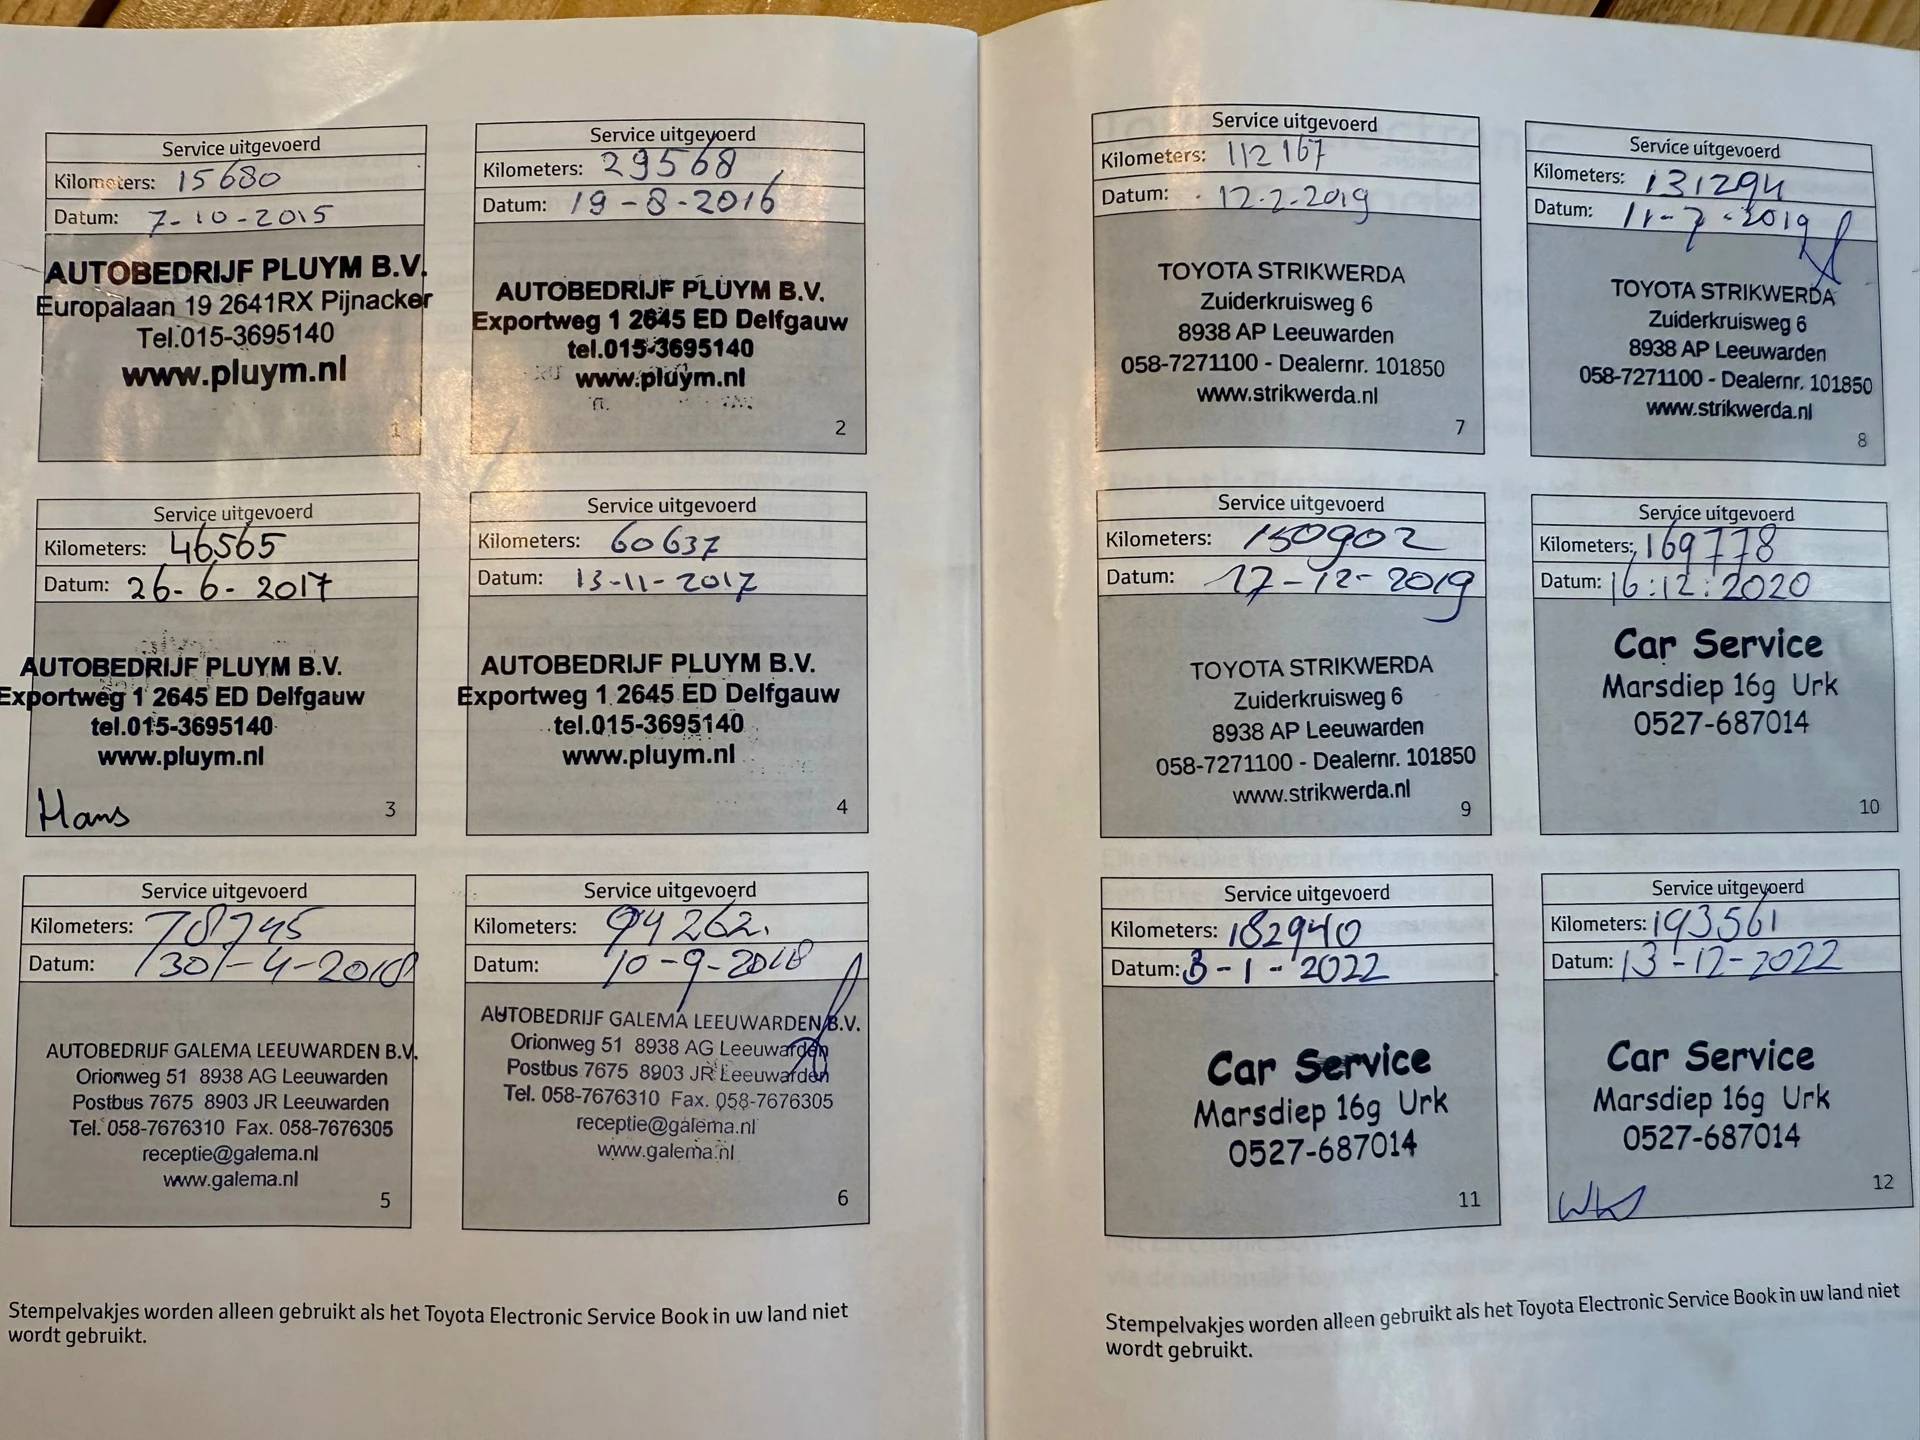 Service uitgevoerd
Kilometers: 15680
Datum: 7-10-2015
AUTOBEDRIJF PLUYM B.V.
Europalaan 19 2641RX Pijnacker
Tel.015-3695140
www.pluym.nl
1
Service uitgevoerd
Kilometers: 29568
Datum: 19-8-2016
AUTOBEDRIJF PLUYM B.V.
Exportweg 1 2645 ED Delfgauw
tel.015-3695140
www.pluym.nl
2
Service uitgevoerd
Kilometers: 46565
Datum: 26-6-2017
AUTOBEDRIJF PLUYM B.V.
Exportweg 1 2645 ED Delfgauw
tel.015-3695140
www.pluym.nl
Hans
3
Service uitgevoerd
Kilometers: 60637
Datum: 13-11-2017
AUTOBEDRIJF PLUYM B.V.
Exportweg 1 2645 ED Delfgauw
tel.015-3695140
www.pluym.nl
4
Service uitgevoerd
Kilometers: 78745
Datum: 30-4-2018
AUTOBEDRIJF GALEMA LEEUWARDEN B.V.
Orionweg 51 8938 AG Leeuwarden
Postbus 7675 8903 JR Leeuwarden
Tel. 058-7676310 Fax. 058-7676305
receptie@galema.nl
www.galema.nl
5
Service uitgevoerd
Kilometers: 94262.
Datum: 10-9-2018
AUTOBEDRIJF GALEMA LEEUWARDEN B.V.
Orionweg 51 8938 AG Leeuwarden
Postbus 7675 8903 JR Leeuwarden
Tel. 058-7676310 Fax. 058-7676305
receptie@galema.nl
www.galema.nl
6
Stempelvakjes worden alleen gebruikt als het Toyota Electronic Service Book in uw land niet
wordt gebruikt.
Service uitgevoerd
Kilometers: 112167
Datum: 12-2-2019
TOYOTA STRIKWERDA
Zuiderkruisweg 6
8938 AP Leeuwarden
058-7271100 - Dealernr. 101850
www.strikwerda.nl
7
Service uitgevoerd
Kilometers: 131294
Datum: 11-7-2019
TOYOTA STRIKWERDA
Zuiderkruisweg 6
8938 AP Leeuwarden
058-7271100 - Dealernr. 101850
www.strikwerda.nl
8
Service uitgevoerd
Kilometers: 150902
Datum: 17-12-2019
TOYOTA STRIKWERDA
Zuiderkruisweg 6
8938 AP Leeuwarden
058-7271100 - Dealernr. 101850
www.strikwerda.nl
9
Service uitgevoerd
Kilometers: 169778
Datum: 16:12:2020
Car Service
Marsdiep 16g Urk
0527-687014
10
Service uitgevoerd
Kilometers: 182940
Datum: 3-1-2022
Car Service
Marsdiep 16g Urk
0527-687014
11
Service uitgevoerd
Kilometers: 193561
Datum: 13-12-2022
Car Service
Marsdiep 16g Urk
0527-687014
12
Stempelvakjes worden alleen gebruikt als het Toyota Electronic Service Book in uw land niet
wordt gebruikt.